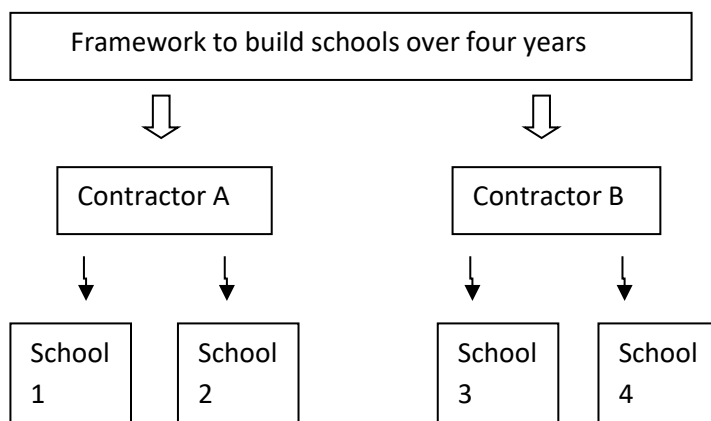 Framework to build schools over four years
Contractor A
Contractor B
School
1
School
2
School
3
School
4